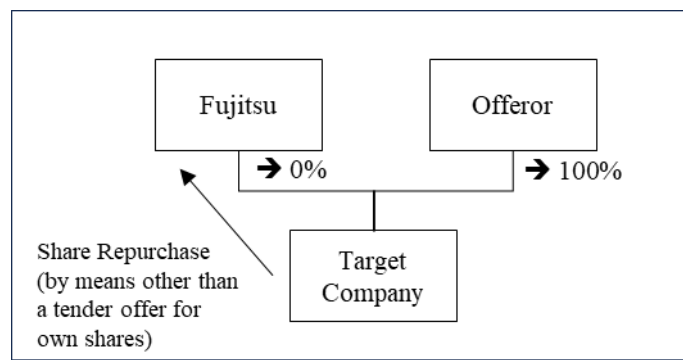 Fujitsu
Offeror
➔ 0%
➔ 100%
Share Repurchase
(by means other than
a tender offer for
own shares)
Target
Company